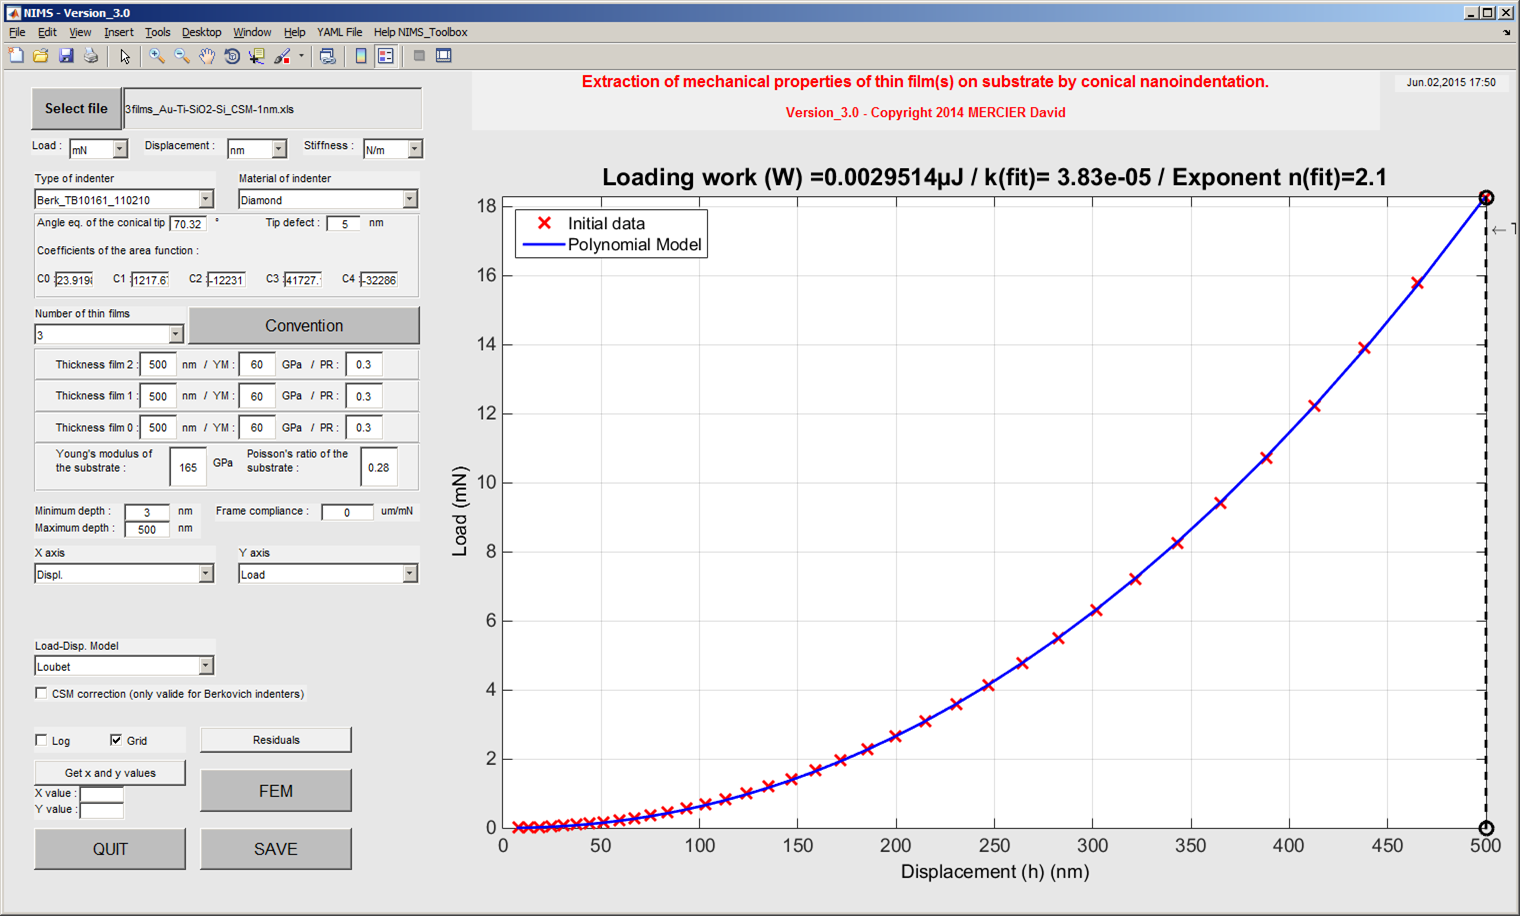 NIMS - Version_3.0
File Edit View Insert Tools Desktop Window Help YAML File Help NIMS_Toolbox
Extraction of mechanical properties of thin film(s) on substrate by conical nanoindentation.
Jun.02,2015 17:50
Version_3.0 - Copyright 2014 MERCIER David
Select file
3films_Au-Ti-SiO2-Si_CSM-1nm.xls
Load : mN Displacement : nm Stiffness : N/m
Type of indenter Material of indenter
Berk_TB10161_110210 Diamond
Angle eq. of the conical tip 70.32 ° Tip defect : 5 nm
Coefficients of the area function :
C0 : 23.919 C1 : 1217.6 C2 : -12231 C3 : 41727. C4 : -32286
Number of thin films
3
Convention
Thickness film 2 : 500 nm / YM : 60 GPa / PR : 0.3
Thickness film 1 : 500 nm / YM : 60 GPa / PR : 0.3
Thickness film 0 : 500 nm / YM : 60 GPa / PR : 0.3
Young's modulus of
the substrate : 165 GPa
Poisson's ratio of the
substrate : 0.28
Minimum depth : 3 nm Frame compliance : 0 um/mN
Maximum depth : 500 nm
X axis Y axis
Displ. Load
Load-Disp. Model
Loubet
CSM correction (only valide for Berkovich indenters)
Log Grid Residuals
Get x and y values
X value :
Y value :
FEM
QUIT SAVE
Loading work (W) =0.0029514µJ / k(fit)= 3.83e-05 / Exponent n(fit)=2.1
Initial data
Polynomial Model
18
16
14
12
10
8
6
4
2
0
Load (mN)
0 50 100 150 200 250 300 350 400 450 500
Displacement (h) (nm)